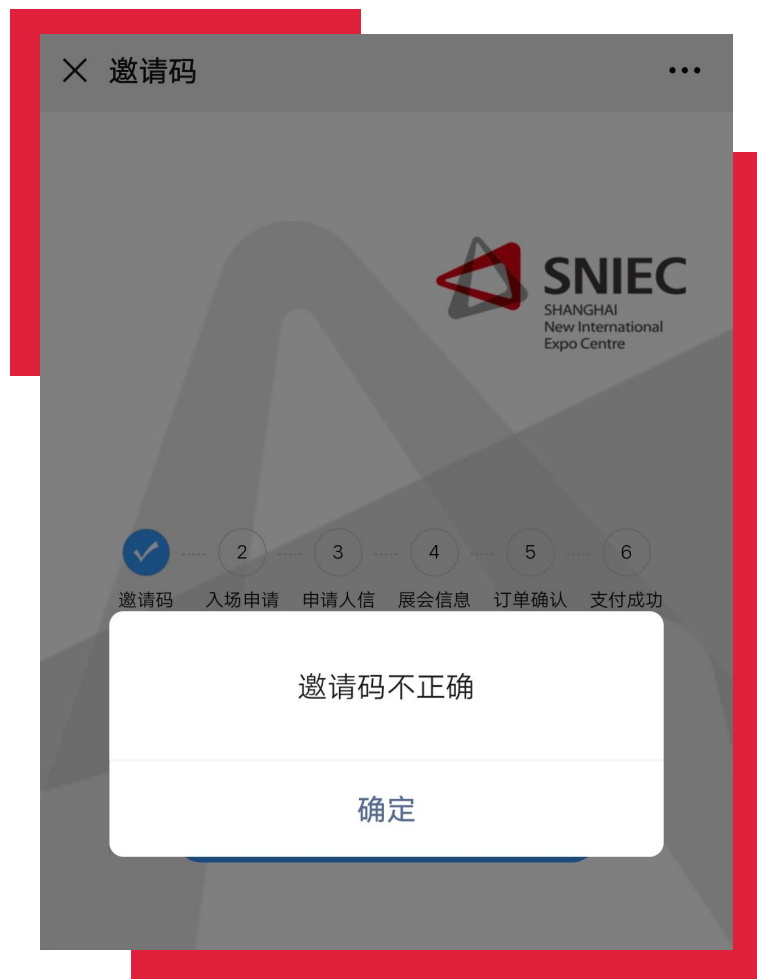 邀请码
SNIEC
SHANGHAI
New International
Expo Centre
2 3 4 5 6
邀请码 入场申请 申请人信 展会信息 订单确认 支付成功
邀请码不正确
确定